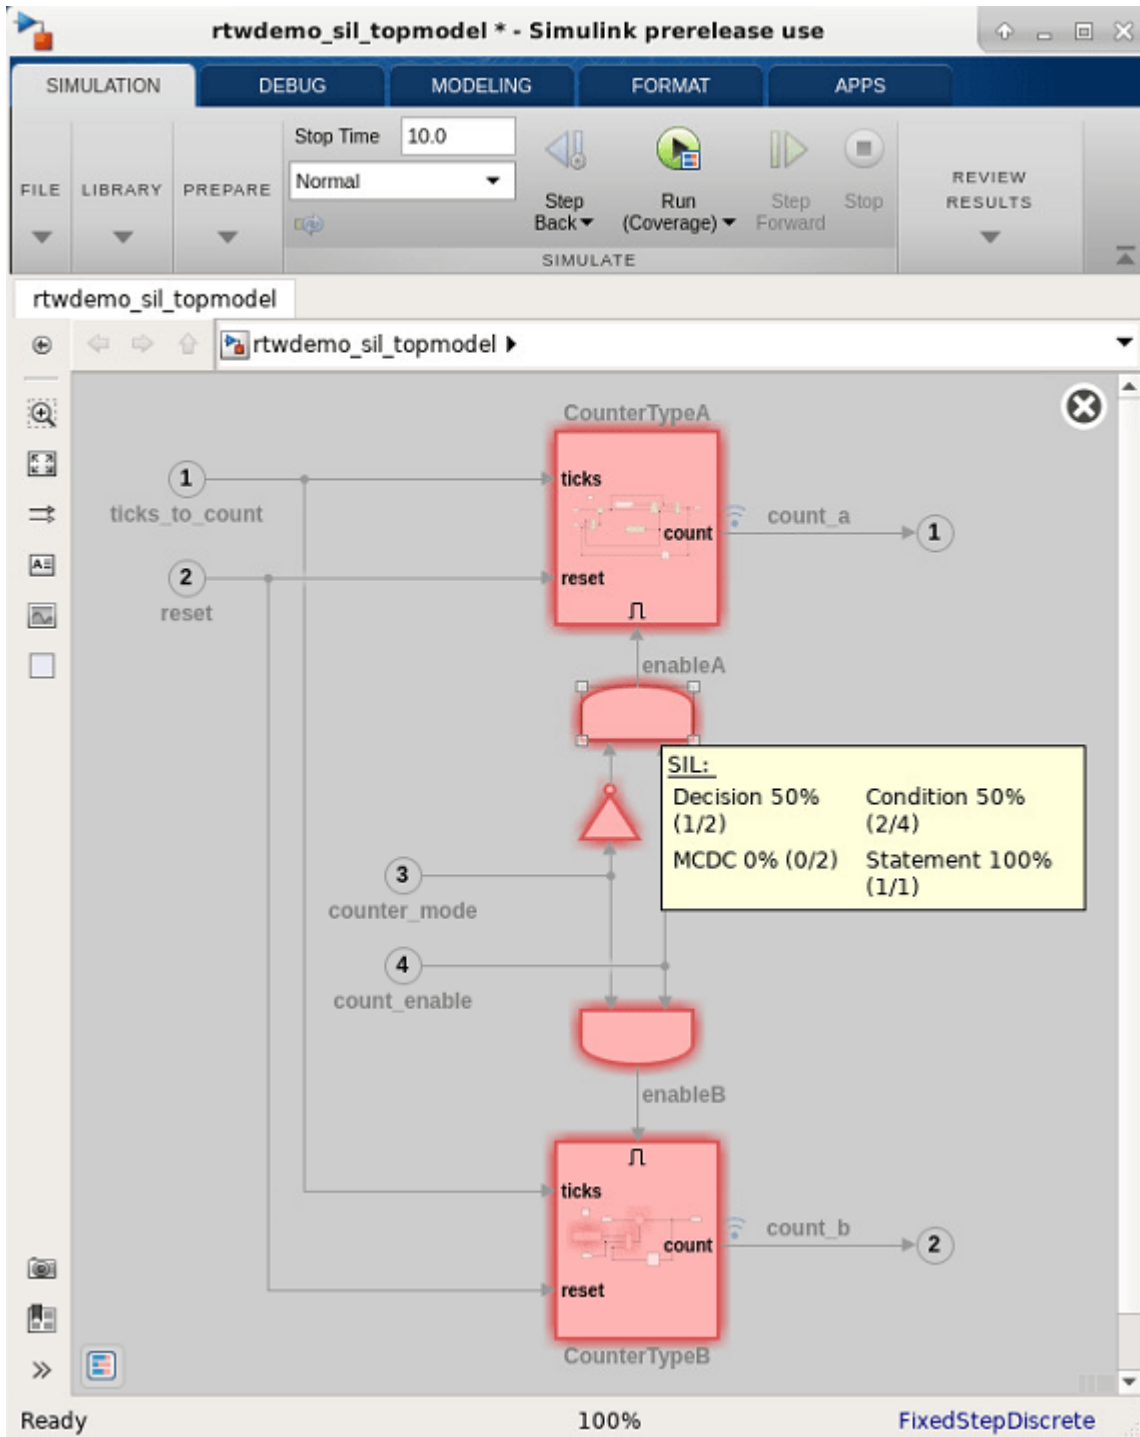 rtwdemo_sil_topmodel * - Simulink prerelease use
SIMULATION DEBUG MODELING FORMAT APPS
FILE
LIBRARY
PREPARE
Stop Time 10.0
Normal
Step
Back
Run
(Coverage)
Step
Forward
Stop
SIMULATE
REVIEW
RESULTS
rtwdemo_sil_topmodel
rtwdemo_sil_topmodel
CounterTypeA
1
ticks_to_count
2
reset
ticks
count
reset
count_a
1
enableA
SIL:
Decision 50%
(1/2)
Condition 50%
(2/4)
MCDC 0% (0/2)
Statement 100%
(1/1)
3
counter_mode
4
count_enable
enableB
ticks
count
reset
count_b
2
CounterTypeB
Ready 100% FixedStepDiscrete